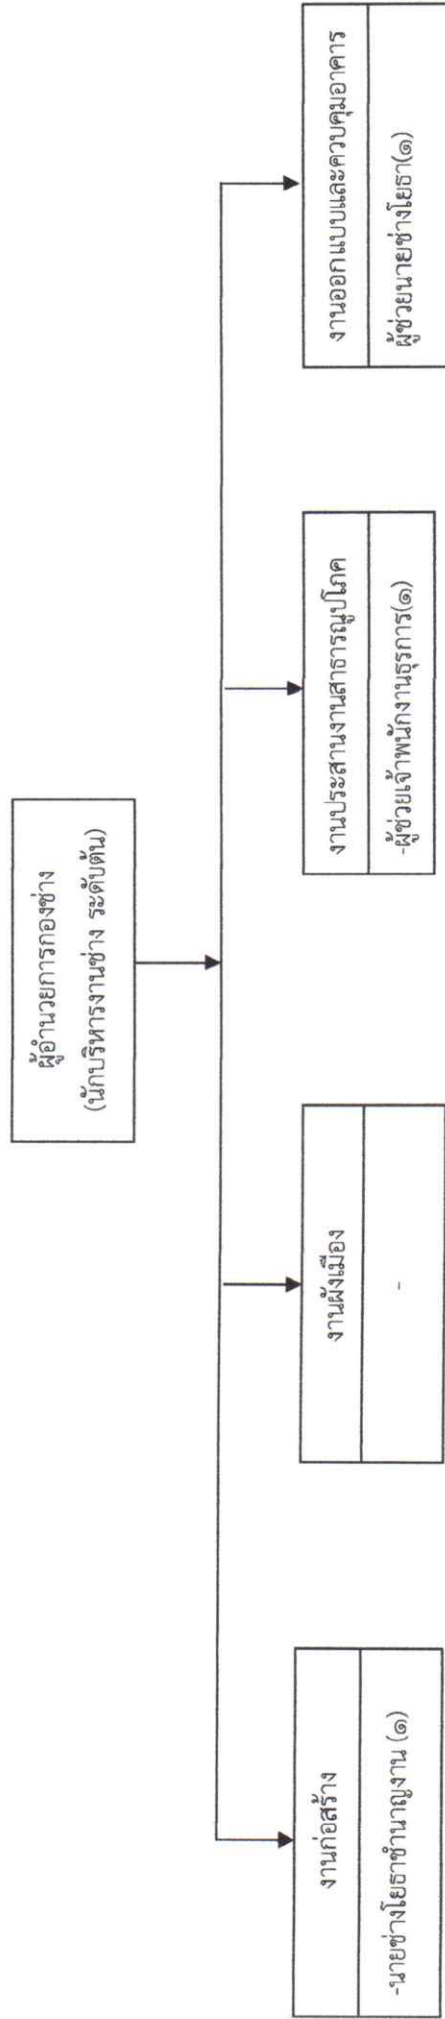 ผู้อำนวยการกองช่าง
(นักบริหารงานช่าง ระดับต้น)
งานก่อสร้าง
-นายช่างโยธาชำนาญงาน (๑)
งานผังเมือง
-
งานประสานงานสาธารณูปโภค
-ผู้ช่วยเจ้าพนักงานธุรการ(๑)
งานออกแบบและควบคุมอาคาร
ผู้ช่วยนายช่างโยธา(๑)